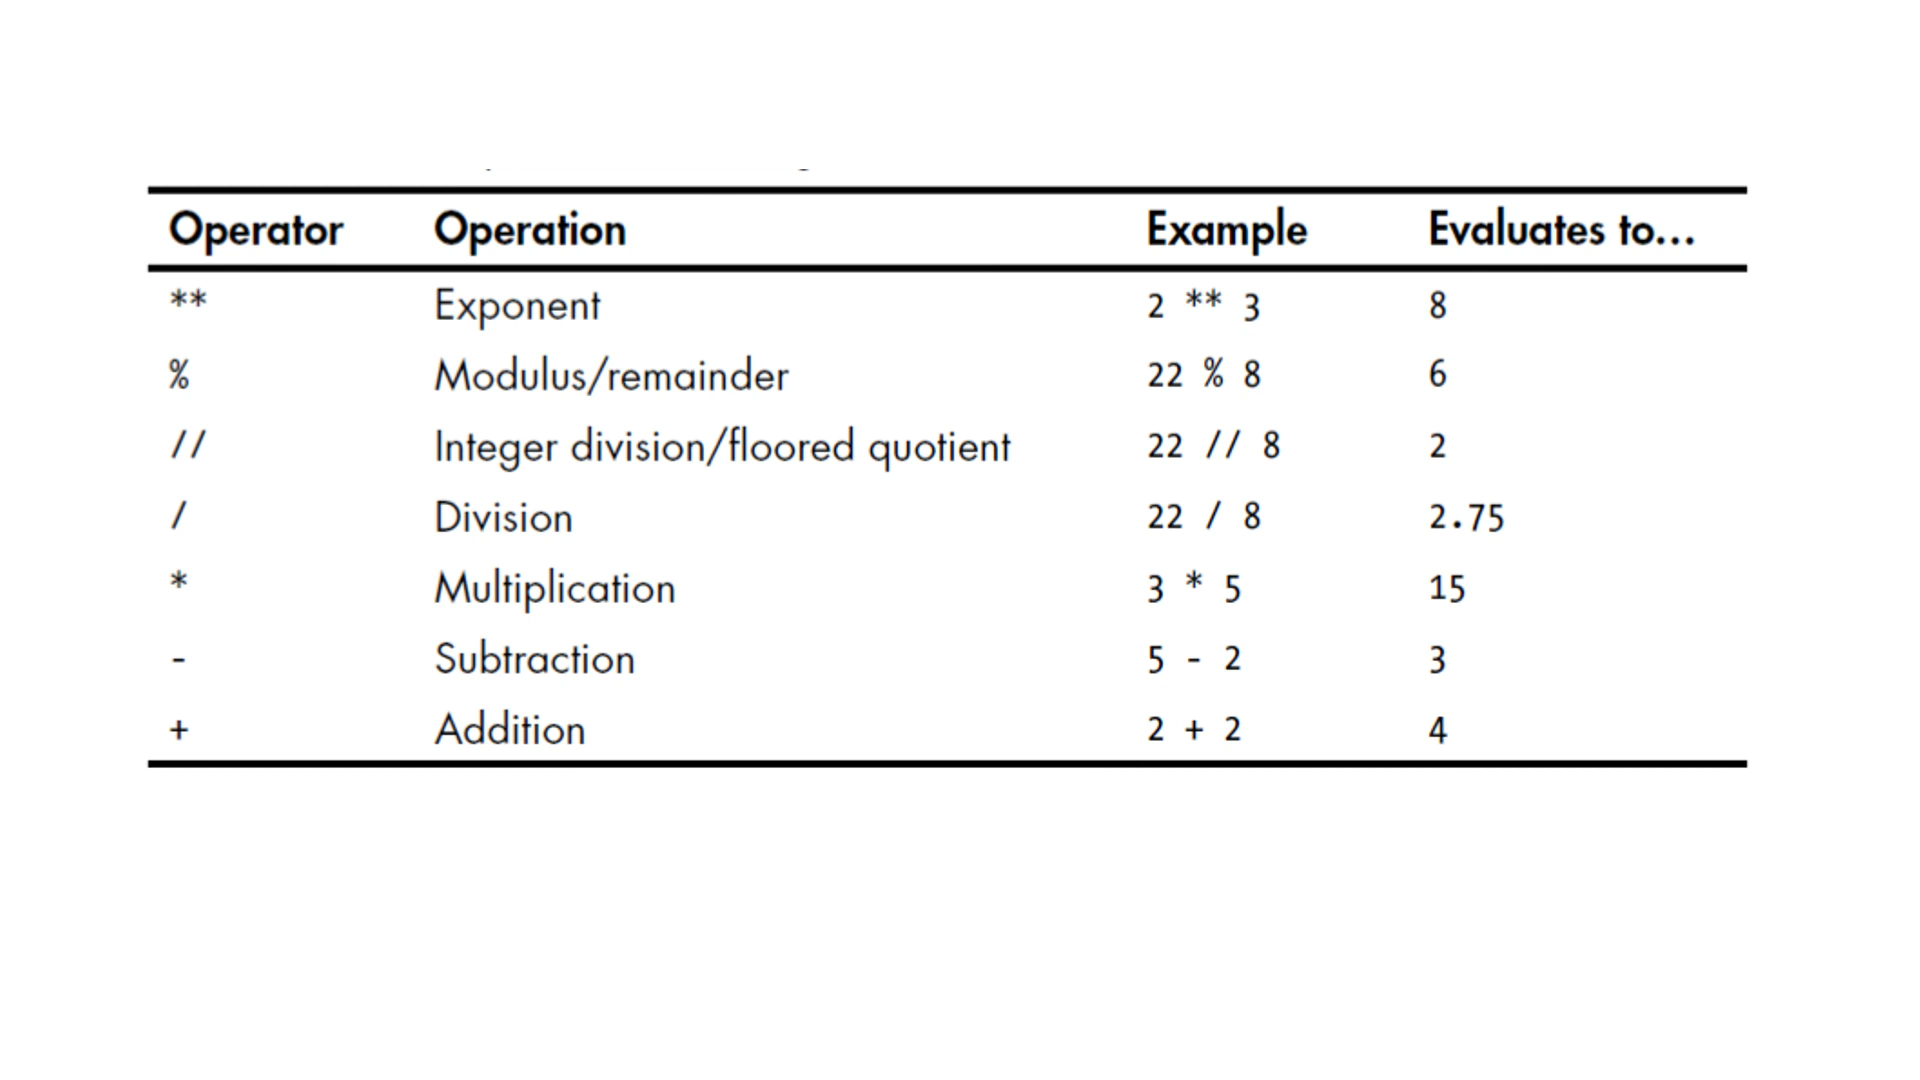 Operator Operation Example Evaluates to…
** Exponent 2 ** 3 8
% Modulus/remainder 22 % 8 6
// Integer division/floored quotient 22 // 8 2
/ Division 22 / 8 2.75
* Multiplication 3 * 5 15
- Subtraction 5 - 2 3
+ Addition 2 + 2 4